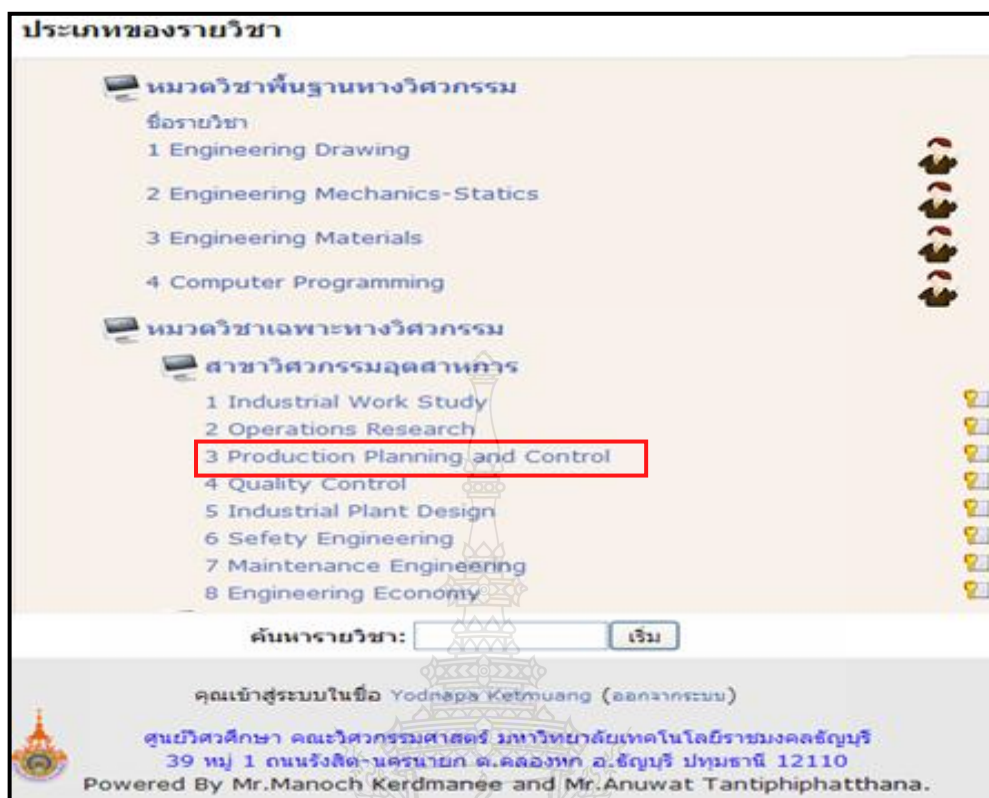 ประเภทของรายวิชา
หมวดวิชาพื้นฐานทางวิศวกรรม
ชื่อรายวิชา
1 Engineering Drawing
2 Engineering Mechanics-Statics
3 Engineering Materials
4 Computer Programming
หมวดวิชาเฉพาะทางวิศวกรรม
สาขาวิศวกรรมอุตสาหการ
1 Industrial Work Study
2 Operations Research
3 Production Planning and Control
4 Quality Control
5 Industrial Plant Design
6 Sefety Engineering
7 Maintenance Engineering
8 Engineering Economy
ค้นหารายวิชา: เริ่ม
คุณเข้าสู่ระบบในชื่อ Yodnapa Ketmuang (ออกจากระบบ)
ศูนย์วิศวศึกษา คณะวิศวกรรมศาสตร์ มหาวิทยาลัยเทคโนโลยีราชมงคลธัญบุรี
39 หมู่ 1 ถนนรังสิต-นครนายก ต.คลองหก อ.ธัญบุรี ปทุมธานี 12110
Powered By Mr.Manoch Kerdmanee and Mr.Anuwat Tantiphiphatthana.